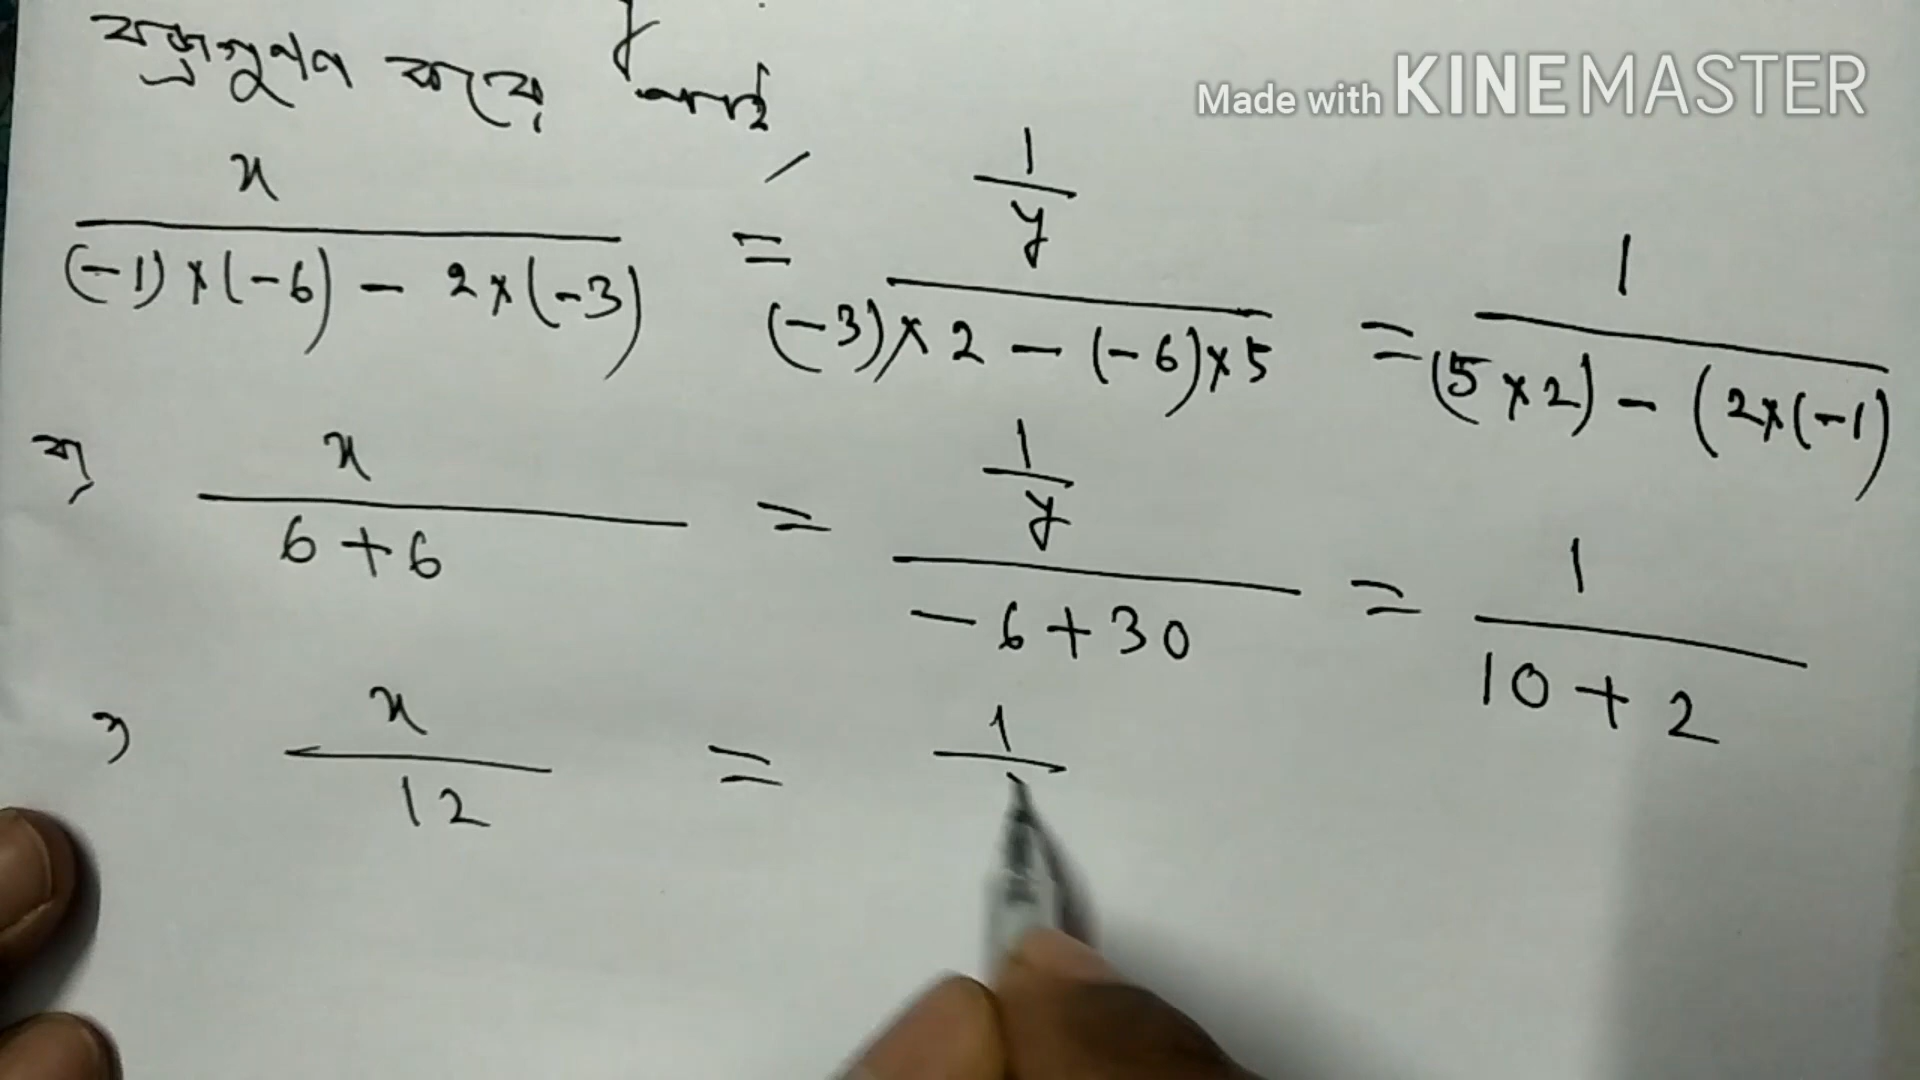 বজ্রগুণন করে পাই,
Made with KINEMASTER
x / (-1)×(-6) - 2×(-3) = 1/y / (-3)×2 - (-6)×5 = 1 / (5×2) - (2×(-1)
বা, x / 6+6 = 1/y / -6+30 = 1 / 10+2
x / 12 = 1